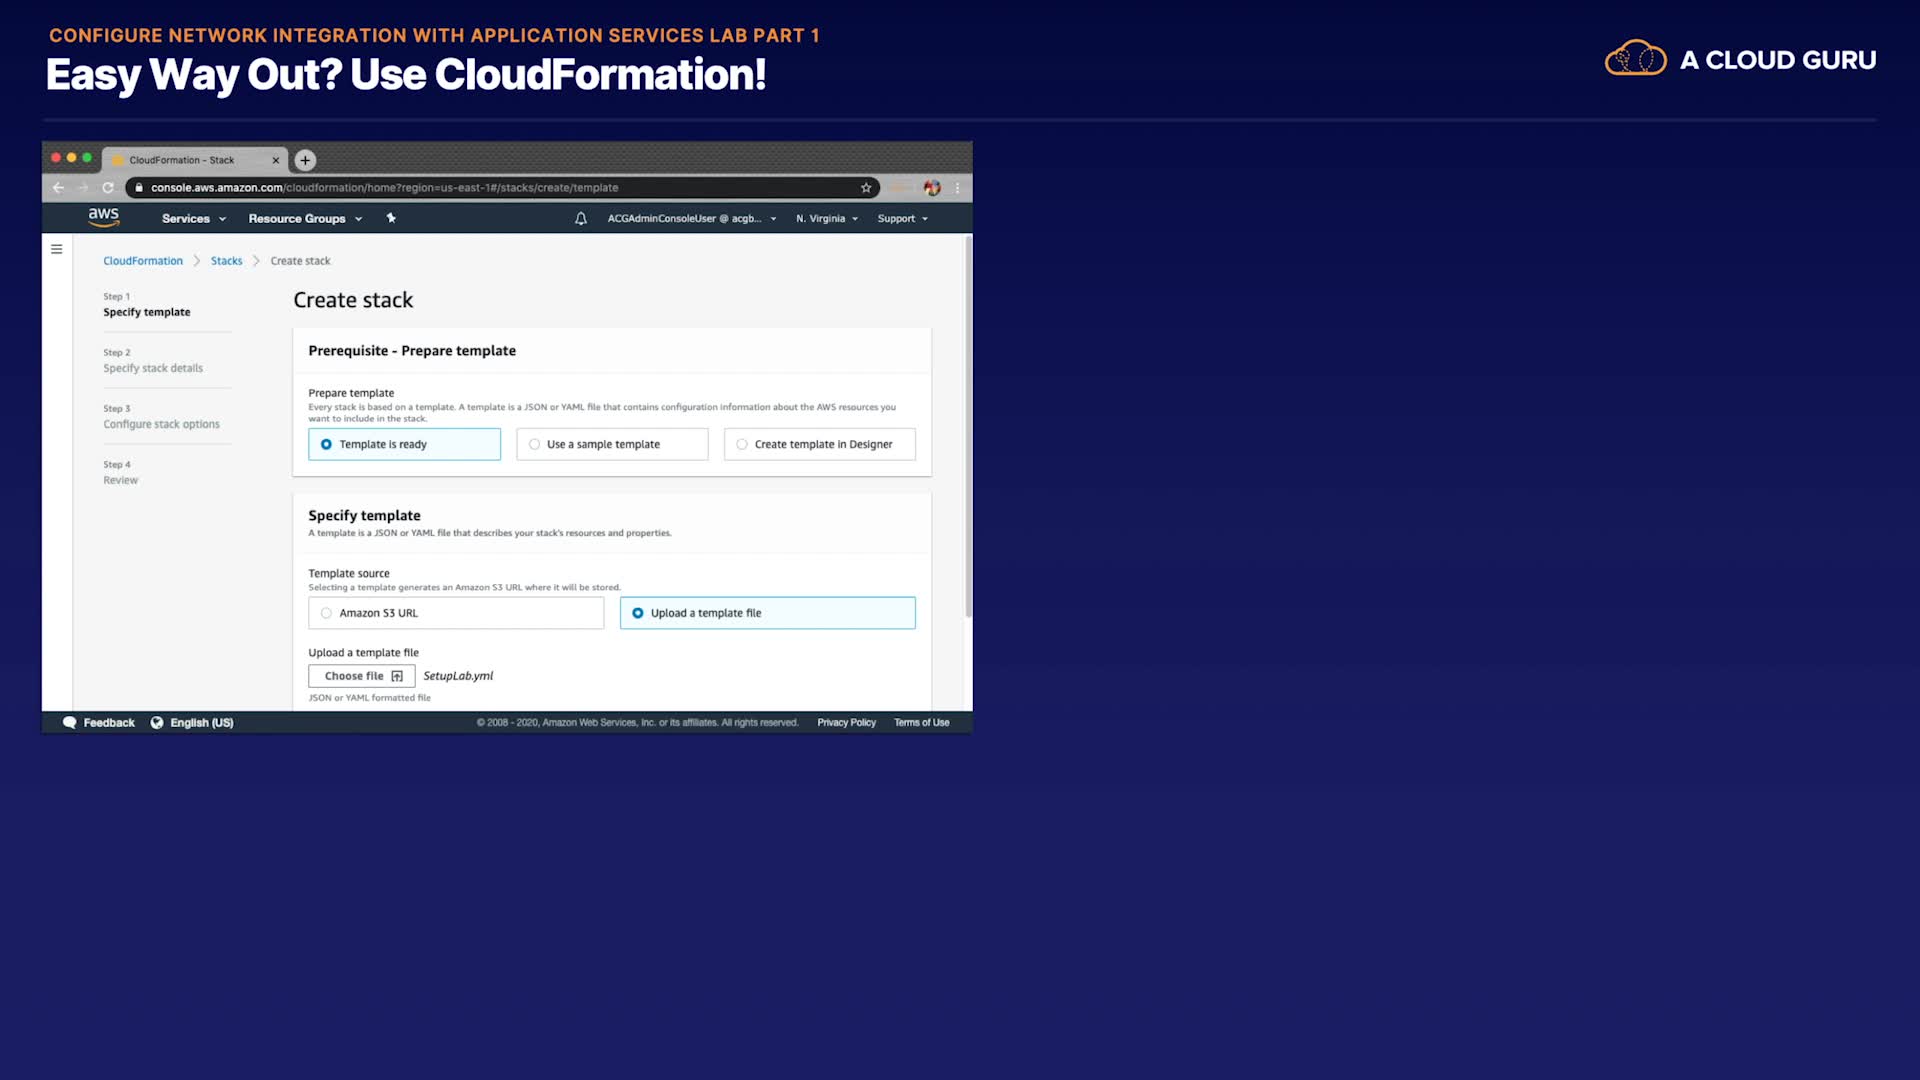 CONFIGURE NETWORK INTEGRATION WITH APPLICATION SERVICES LAB PART 1
Easy Way Out? Use CloudFormation!
A CLOUD GURU
CloudFormation - Stack
console.aws.amazon.com/cloudformation/home?region=us-east-1#/stacks/create/template
aws
Services
Resource Groups
ACGAdminConsoleUser @ acgb...
N. Virginia
Support
CloudFormation
Stacks
Create stack
Step 1
Specify template
Step 2
Specify stack details
Step 3
Configure stack options
Step 4
Review
Create stack
Prerequisite - Prepare template
Prepare template
Every stack is based on a template. A template is a JSON or YAML file that contains configuration information about the AWS resources you
want to include in the stack.
Template is ready
Use a sample template
Create template in Designer
Specify template
A template is a JSON or YAML file that describes your stack's resources and properties.
Template source
Selecting a template generates an Amazon S3 URL where it will be stored.
Amazon S3 URL
Upload a template file
Upload a template file
Choose file
SetupLab.yml
JSON or YAML formatted file
Feedback
English (US)
© 2008 - 2020, Amazon Web Services, Inc. or its affiliates. All rights reserved.
Privacy Policy
Terms of Use